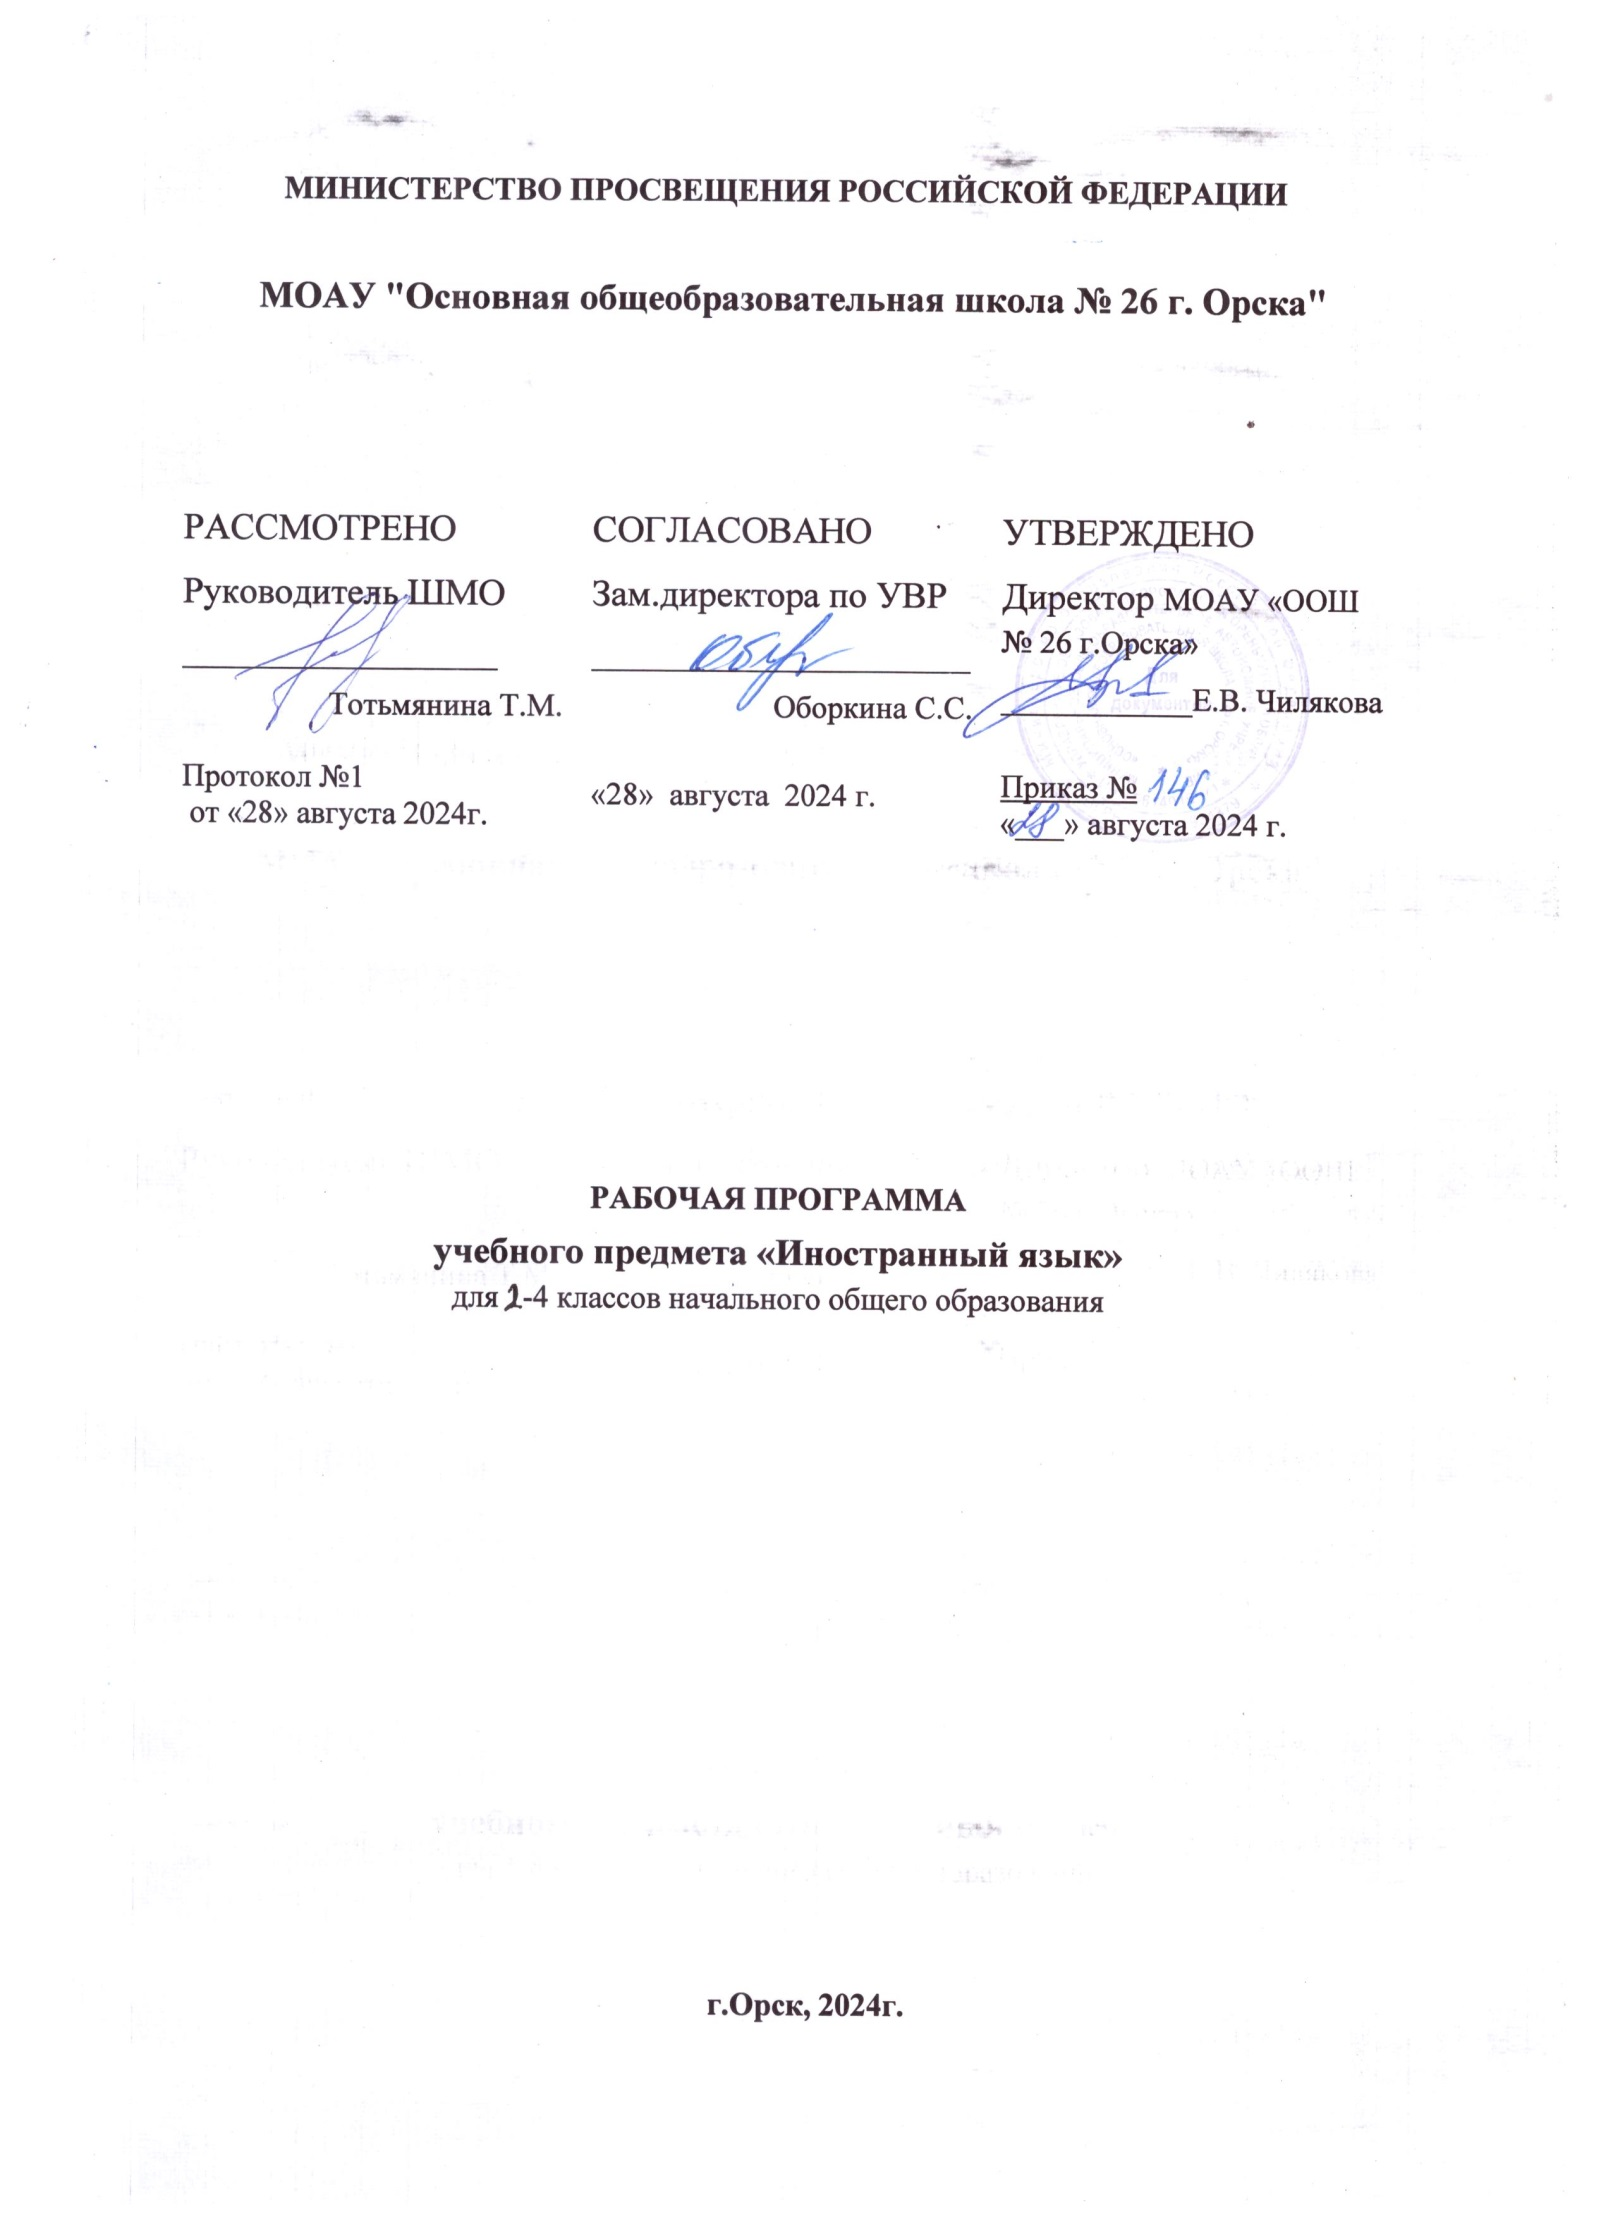 МИНИСТЕРСТВО ПРОСВЕЩЕНИЯ РОССИЙСКОЙ ФЕДЕРАЦИИ
МОАУ "Основная общеобразовательная школа № 26 г. Орска"
РАССМОТРЕНО
Руководитель ШМО
Тотьмянина Т.М.
Протокол №1
от «28» августа 2024г.
СОГЛАСОВАНО
Зам.директора по УВР
Оборкина С.С.
«28» августа 2024 г.
УТВЕРЖДЕНО
Директор МОАУ «ООШ
№ 26 г.Орска»
Е.В. Чилякова
Приказ № 146
«28» августа 2024 г.
РАБОЧАЯ ПРОГРАММА
учебного предмета «Иностранный язык»
для 2-4 классов начального общего образования
г.Орск, 2024г.